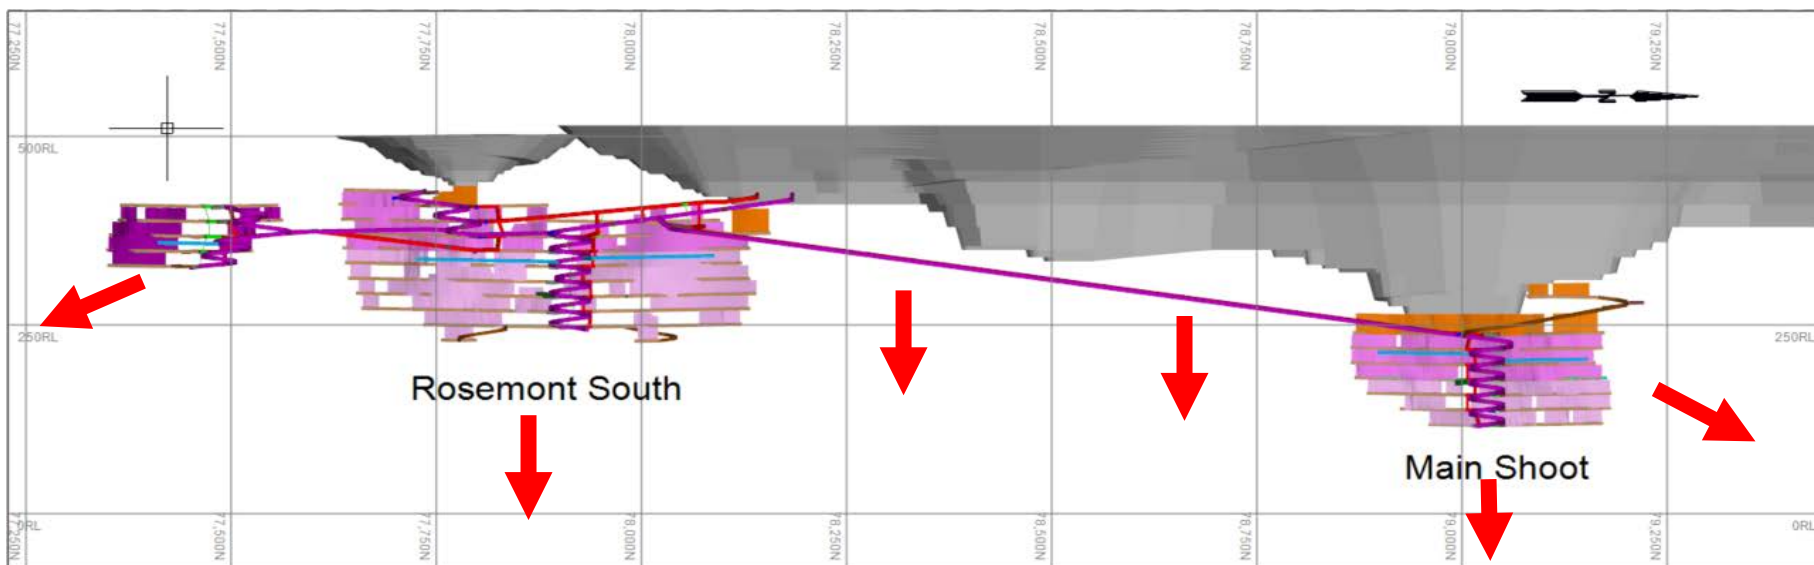 77,250N
77,500N
77,750N
78,000N
78,250N
78,500N
78,750N
79,000N
79,250N
N
500RL
250RL
250RL
Rosemont South
Main Shoot
0RL
0RL
77,250N
77,500N
77,750N
78,000N
78,250N
78,500N
78,750N
79,000N
79,250N